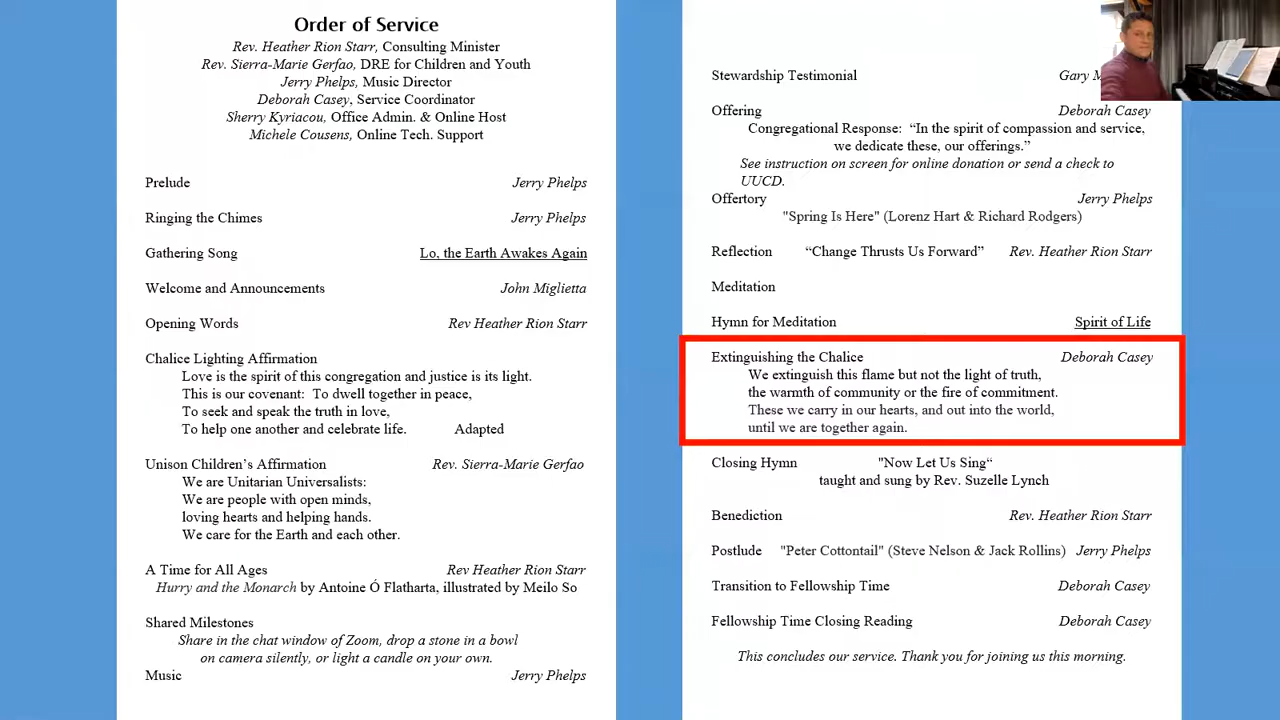 Order of Service
Rev. Heather Rion Starr, Consulting Minister
Rev. Sierra-Marie Gerfao, DRE for Children and Youth
Jerry Phelps, Music Director
Deborah Casey, Service Coordinator
Sherry Kyriacou, Office Admin. & Online Host
Michele Cousens, Online Tech. Support
Prelude Jerry Phelps
Ringing the Chimes Jerry Phelps
Gathering Song Lo, the Earth Awakes Again
Welcome and Announcements John Miglietta
Opening Words Rev Heather Rion Starr
Chalice Lighting Affirmation
Love is the spirit of this congregation and justice is its light.
This is our covenant: To dwell together in peace,
To seek and speak the truth in love,
To help one another and celebrate life. Adapted
Unison Children’s Affirmation Rev. Sierra-Marie Gerfao
We are Unitarian Universalists:
We are people with open minds,
loving hearts and helping hands.
We care for the Earth and each other.
A Time for All Ages Rev Heather Rion Starr
Hurry and the Monarch by Antoine Ó Flatharta, illustrated by Meilo So
Shared Milestones
Share in the chat window of Zoom, drop a stone in a bowl
on camera silently, or light a candle on your own.
Music Jerry Phelps
Stewardship Testimonial Gary
Offering Deborah Casey
Congregational Response: “In the spirit of compassion and service,
we dedicate these, our offerings.”
See instruction on screen for online donation or send a check to
UUCD.
Offertory Jerry Phelps
"Spring Is Here" (Lorenz Hart & Richard Rodgers)
Reflection “Change Thrusts Us Forward” Rev. Heather Rion Starr
Meditation
Hymn for Meditation Spirit of Life
Extinguishing the Chalice Deborah Casey
We extinguish this flame but not the light of truth,
the warmth of community or the fire of commitment.
These we carry in our hearts, and out into the world,
until we are together again.
Closing Hymn "Now Let Us Sing“
taught and sung by Rev. Suzelle Lynch
Benediction Rev. Heather Rion Starr
Postlude "Peter Cottontail" (Steve Nelson & Jack Rollins) Jerry Phelps
Transition to Fellowship Time Deborah Casey
Fellowship Time Closing Reading Deborah Casey
This concludes our service. Thank you for joining us this morning.